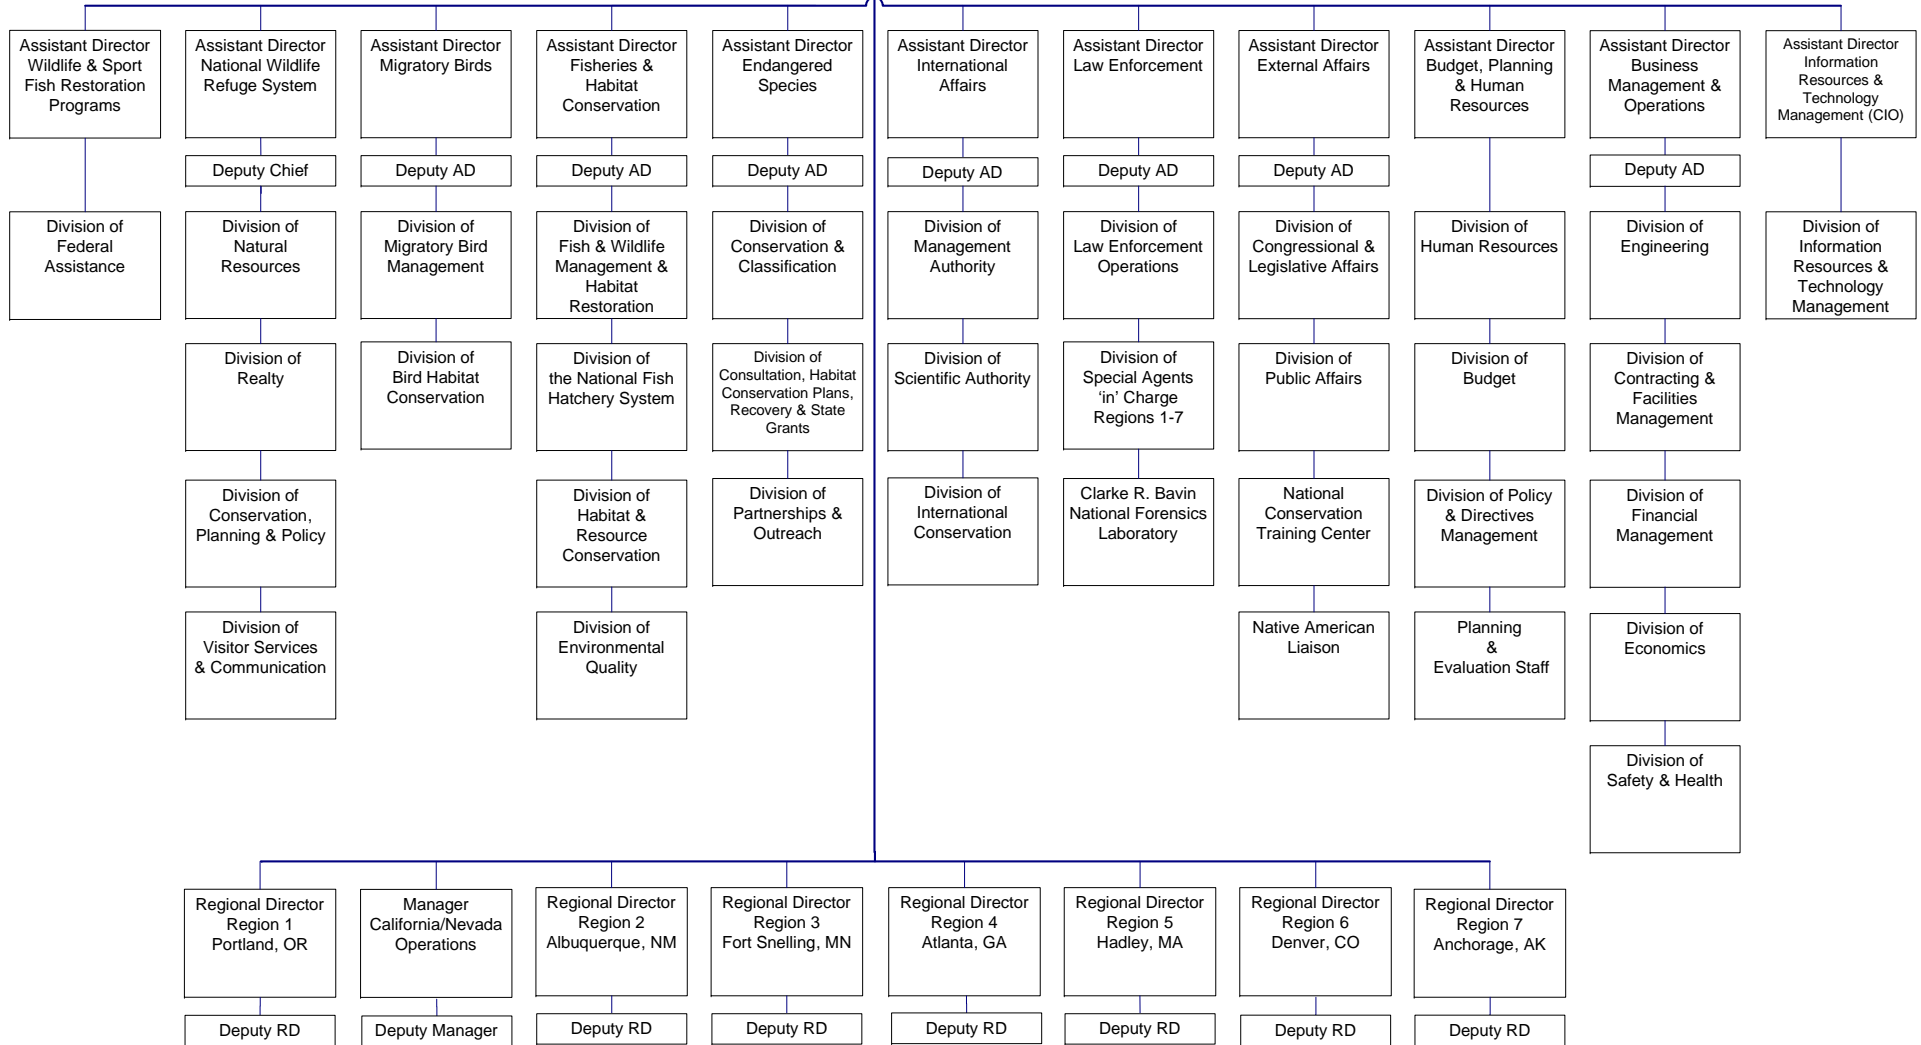 Assistant Director
Wildlife & Sport
Fish Restoration
Programs
Assistant Director
National Wildlife
Refuge System
Assistant Director
Migratory Birds
Assistant Director
Fisheries &
Habitat
Conservation
Assistant Director
Endangered
Species
Assistant Director
International
Affairs
Assistant Director
Law Enforcement
Assistant Director
External Affairs
Assistant Director
Budget, Planning
& Human
Resources
Assistant Director
Business
Management &
Operations
Assistant Director
Information
Resources &
Technology
Management (CIO)
Deputy Chief
Deputy AD
Deputy AD
Deputy AD
Deputy AD
Deputy AD
Deputy AD
Deputy AD
Division of
Federal
Assistance
Division of
Natural
Resources
Division of
Migratory Bird
Management
Division of
Fish & Wildlife
Management &
Habitat
Restoration
Division of
Conservation &
Classification
Division of
Management
Authority
Division of
Law Enforcement
Operations
Division of
Congressional &
Legislative Affairs
Division of
Human Resources
Division of
Engineering
Division of
Information
Resources &
Technology
Management
Division of
Realty
Division of
Bird Habitat
Conservation
Division of
the National Fish
Hatchery System
Division of
Consultation, Habitat
Conservation Plans,
Recovery & State
Grants
Division of
Scientific Authority
Division of
Special Agents
‘in’ Charge
Regions 1-7
Division of
Public Affairs
Division of
Budget
Division of
Contracting &
Facilities
Management
Division of
Conservation,
Planning & Policy
Division of
Habitat &
Resource
Conservation
Division of
Partnerships &
Outreach
Division of
International
Conservation
Clarke R. Bavin
National Forensics
Laboratory
National
Conservation
Training Center
Division of Policy
& Directives
Management
Division of
Financial
Management
Division of
Visitor Services
& Communication
Division of
Environmental
Quality
Native American
Liaison
Planning
&
Evaluation Staff
Division of
Economics
Division of
Safety & Health
Regional Director
Region 1
Portland, OR
Manager
California/Nevada
Operations
Regional Director
Region 2
Albuquerque, NM
Regional Director
Region 3
Fort Snelling, MN
Regional Director
Region 4
Atlanta, GA
Regional Director
Region 5
Hadley, MA
Regional Director
Region 6
Denver, CO
Regional Director
Region 7
Anchorage, AK
Deputy RD
Deputy Manager
Deputy RD
Deputy RD
Deputy RD
Deputy RD
Deputy RD
Deputy RD